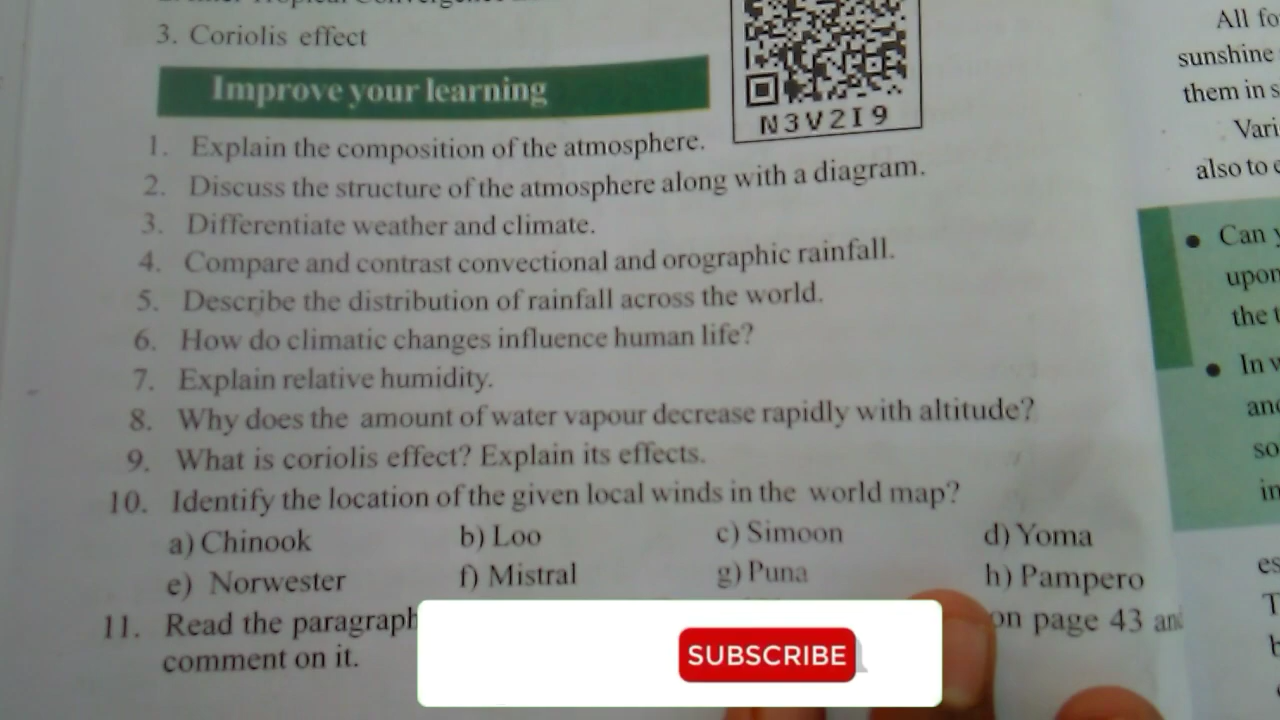 3. Coriolis effect
Improve your learning
N3V2I9
1. Explain the composition of the atmosphere.
2. Discuss the structure of the atmosphere along with a diagram.
3. Differentiate weather and climate.
4. Compare and contrast convectional and orographic rainfall.
5. Describe the distribution of rainfall across the world.
6. How do climatic changes influence human life?
7. Explain relative humidity.
8. Why does the amount of water vapour decrease rapidly with altitude?
9. What is coriolis effect? Explain its effects.
10. Identify the location of the given local winds in the world map?
a) Chinook b) Loo c) Simoon d) Yoma
e) Norwester f) Mistral g) Puna h) Pampero
11. Read the paragraph on page 43 and
comment on it.
SUBSCRIBE
All fo
sunshine
them in s
Vari
also to
• Can
upon
the t
• In
and
so
in
es